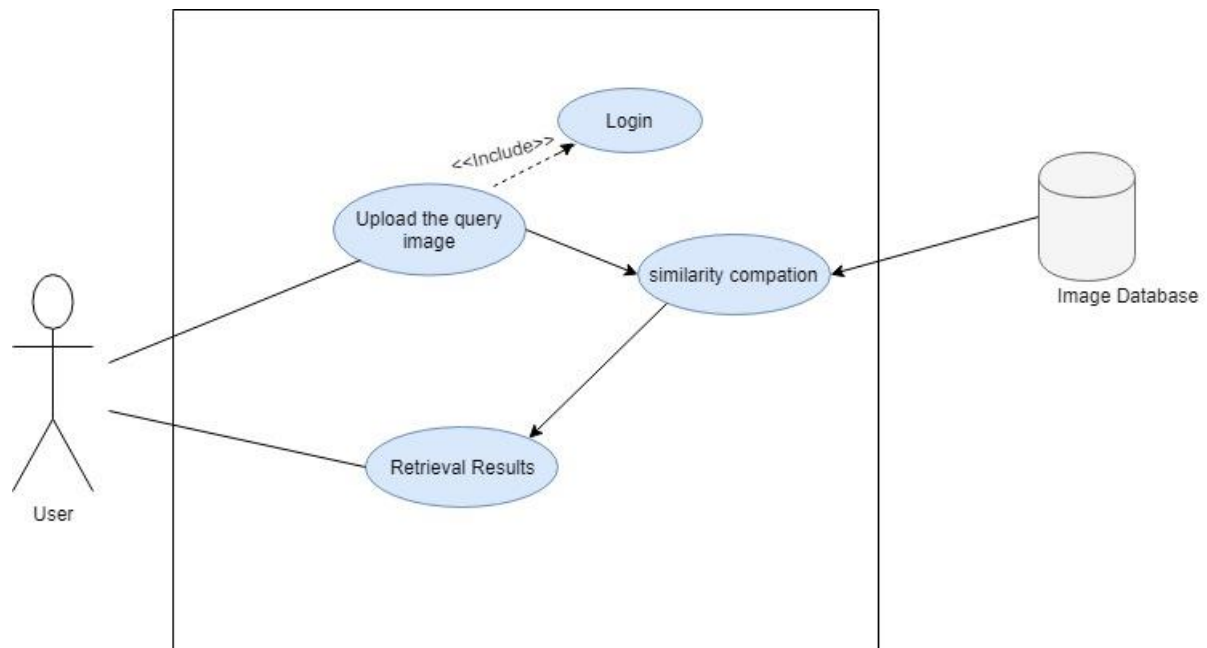 Login
<<Include>>
Upload the query
image
similarity compation
Image Database
Retrieval Results
User